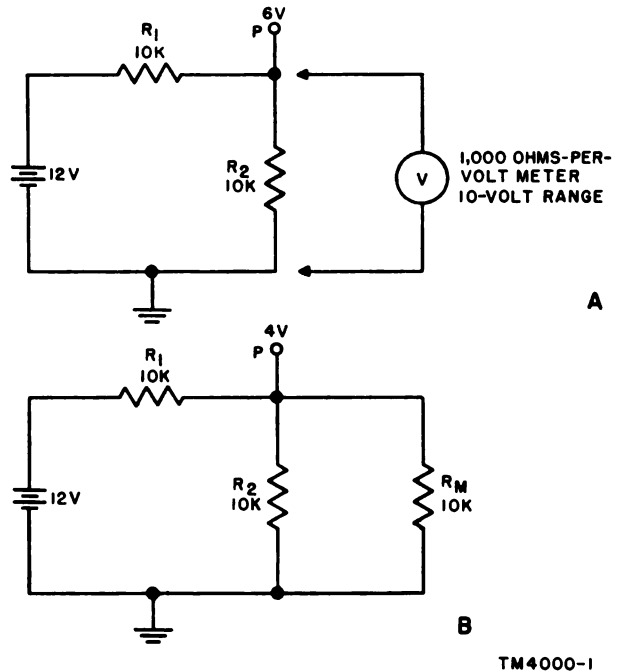 6V
P
R1
10K
12V
R2
10K
V
1,000 OHMS-PER-
VOLT METER
10-VOLT RANGE
A
4V
P
R1
10K
12V
R2
10K
RM
10K
B
TM4000-1